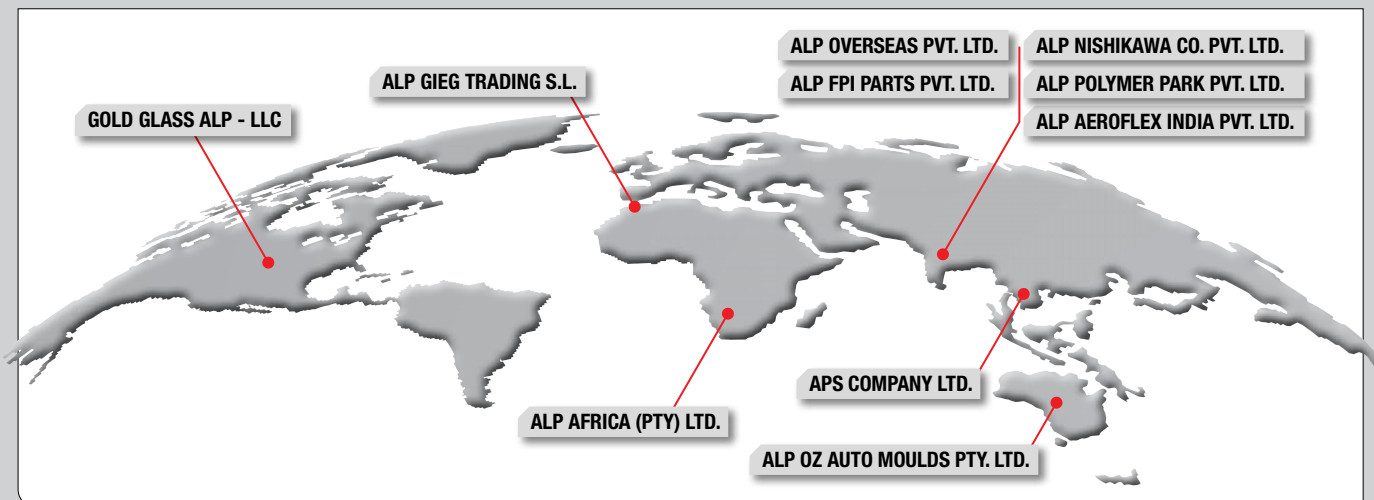 ALP OVERSEAS PVT. LTD.
ALP NISHIKAWA CO. PVT. LTD.
ALP GIEG TRADING S.L.
ALP FPI PARTS PVT. LTD.
ALP POLYMER PARK PVT. LTD.
GOLD GLASS ALP - LLC
ALP AEROFLEX INDIA PVT. LTD.
APS COMPANY LTD.
ALP AFRICA (PTY) LTD.
ALP OZ AUTO MOULDS PTY. LTD.